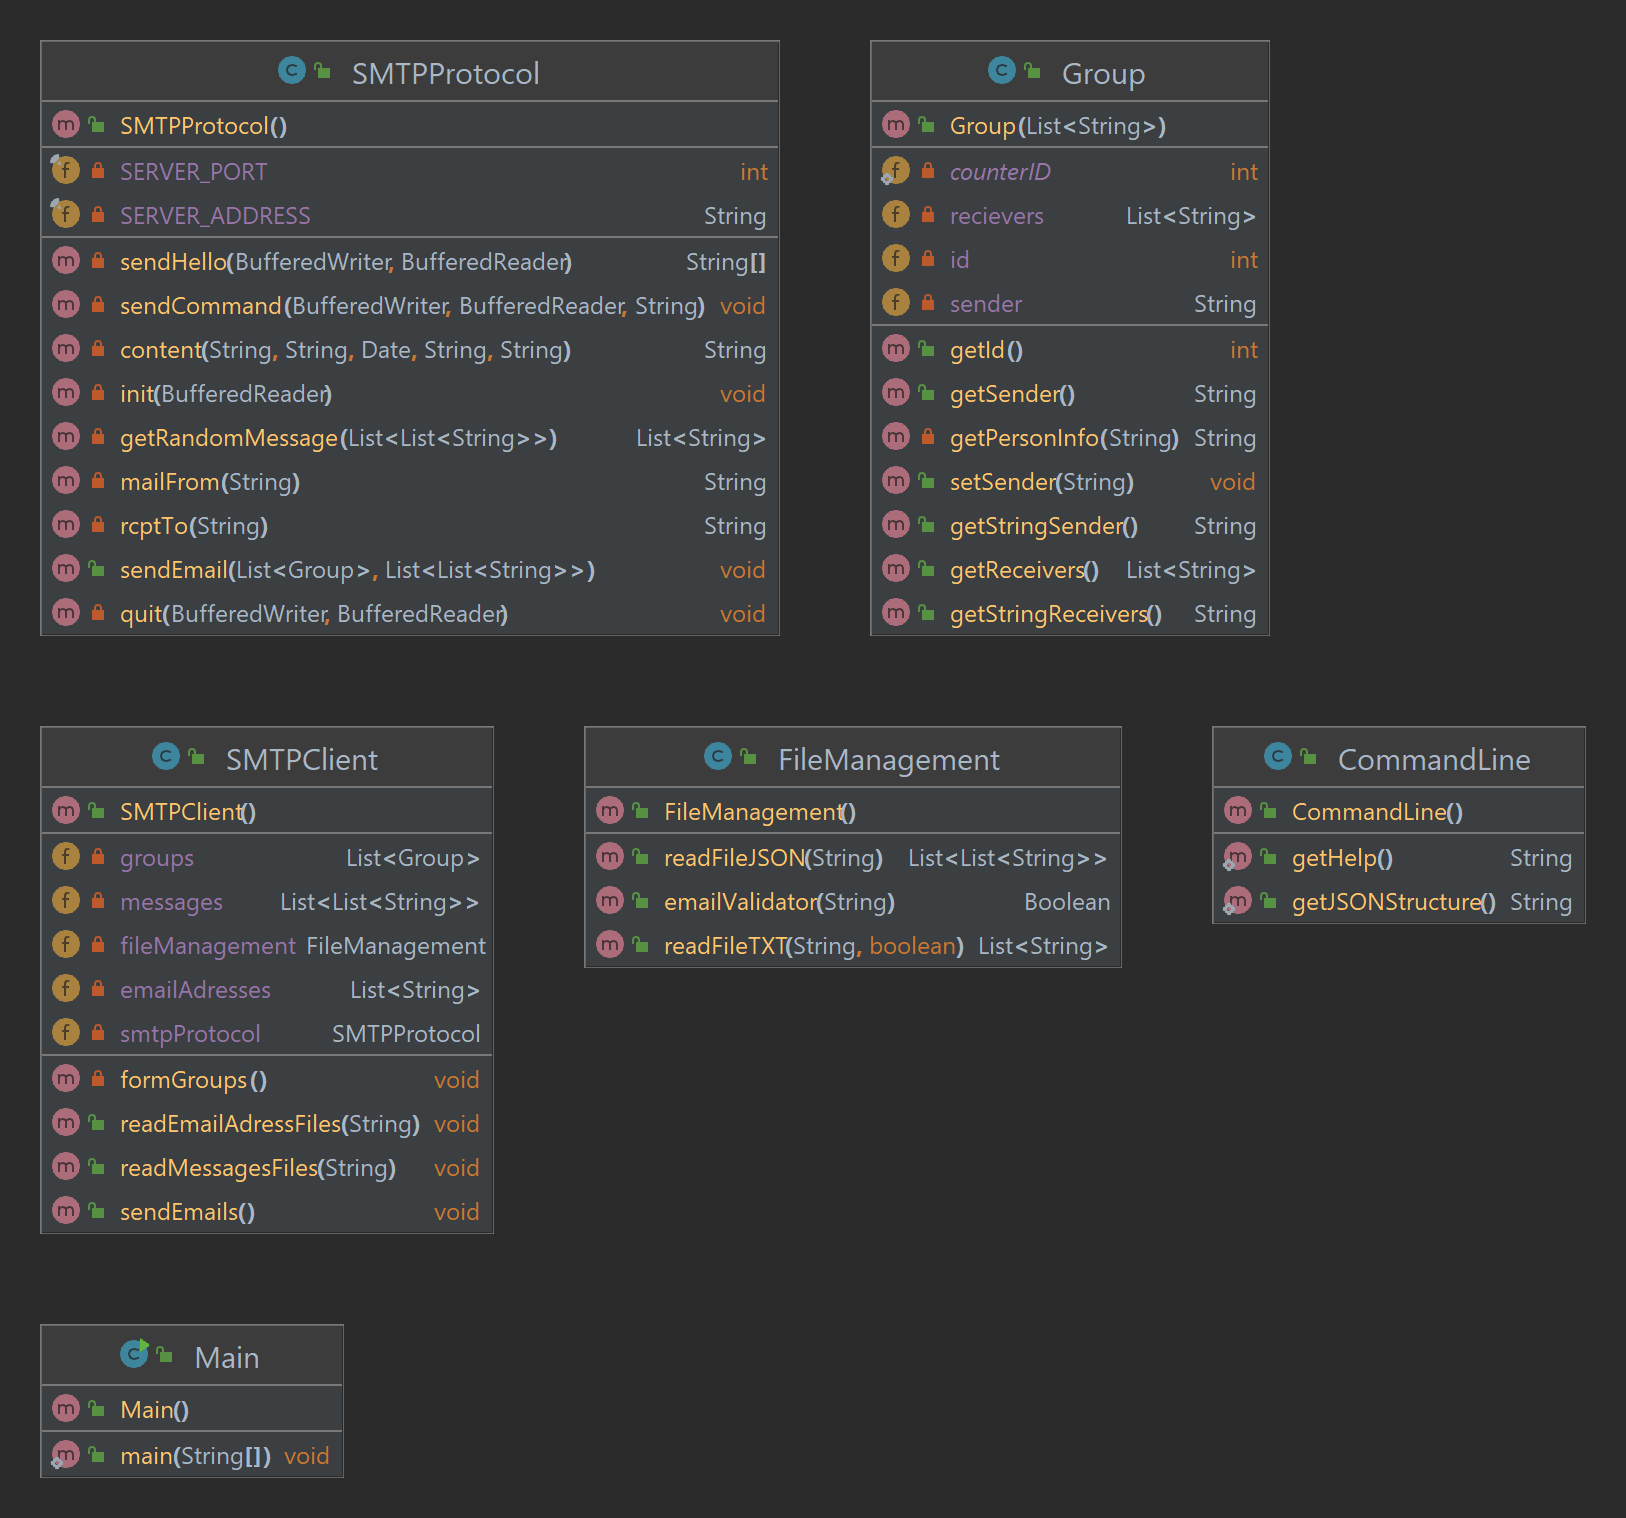 SMTPProtocol
SMTPProtocol()
SERVER_PORT int
SERVER_ADDRESS String
sendHello(BufferedWriter, BufferedReader) String[]
sendCommand(BufferedWriter, BufferedReader, String) void
content(String, String, Date, String, String) String
init(BufferedReader) void
getRandomMessage(List<List<String>>) List<String>
mailFrom(String) String
rcptTo(String) String
sendEmail(List<Group>, List<List<String>>) void
quit(BufferedWriter, BufferedReader) void
Group
Group(List<String>)
counterID int
recievers List<String>
id int
sender String
getId() int
getSender() String
getPersonInfo(String) String
setSender(String) void
getStringSender() String
getReceivers() List<String>
getStringReceivers() String
SMTPClient
SMTPClient()
groups List<Group>
messages List<List<String>>
fileManagement FileManagement
emailAdresses List<String>
smtpProtocol SMTPProtocol
formGroups() void
readEmailAdressFiles(String) void
readMessagesFiles(String) void
sendEmails() void
FileManagement
FileManagement()
readFileJSON(String) List<List<String>>
emailValidator(String) Boolean
readFileTXT(String, boolean) List<String>
CommandLine
CommandLine()
getHelp() String
getJSONStructure() String
Main
Main()
main(String[]) void